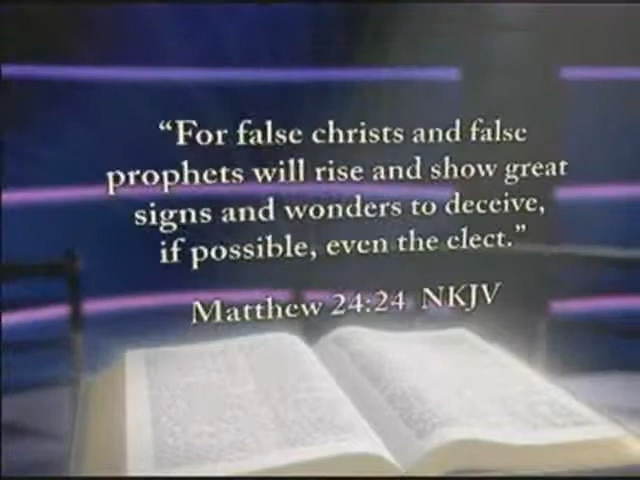 “For false christs and false
prophets will rise and show great
signs and wonders to deceive,
if possible, even the elect.”
Matthew 24:24 NKJV